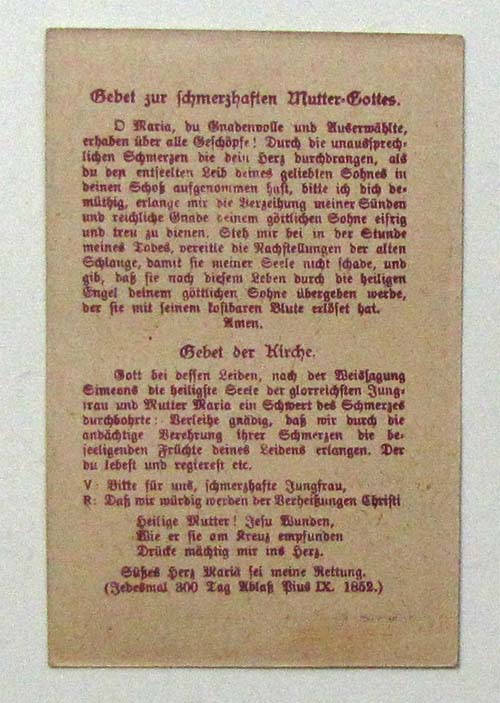 Gebet zur schmerzhaften Mutter-Gottes.
O Maria, du Gnadenvolle und Auserwählte,
erhaben über alle Geschöpfe! Durch die unaussprech-
lichen Schmerzen die dein Herz durchdrangen, als
du den entseelten Leib deines geliebten Sohnes in
deinen Schoß aufgenommen hast, bitte ich dich de-
müthig, erlange mir die Verzeihung meiner Sünden
und reichliche Gnade deinem göttlichen Sohne eifrig
und treu zu dienen. Steh mir bei in der Stunde
meines Todes, vereitle die Nachstellungen der alten
Schlange, damit sie meiner Seele nicht schade, und
gib, daß sie nach diesem Leben durch die heiligen
Engel deinem göttlichen Sohne übergeben werde,
der sie mit seinem kostbaren Blute erlöset hat.
Amen.
Gebet der Kirche.
Gott bei dessen Leiden, nach der Weissagung
Simeons die heiligste Seele der glorreichsten Jung-
frau und Mutter Maria ein Schwert des Schmerzes
durchbohrte: Verleihe gnädig, daß wir durch die
andächtige Verehrung ihrer Schmerzen die be-
seeligenden Früchte deines Leidens erlangen. Der
du lebest und regierest etc.
V: Bitte für uns, schmerzhafte Jungfrau,
R: Daß wir würdig werden der Verheißungen Christi
Heilige Mutter! Jesu Wunden,
Wie er sie am Kreuz empfunden
Drücke mächtig mir ins Herz.
Süßes Herz Mariä sei meine Rettung.
(Jedesmal 300 Tag Ablaß Pius IX. 1852.)